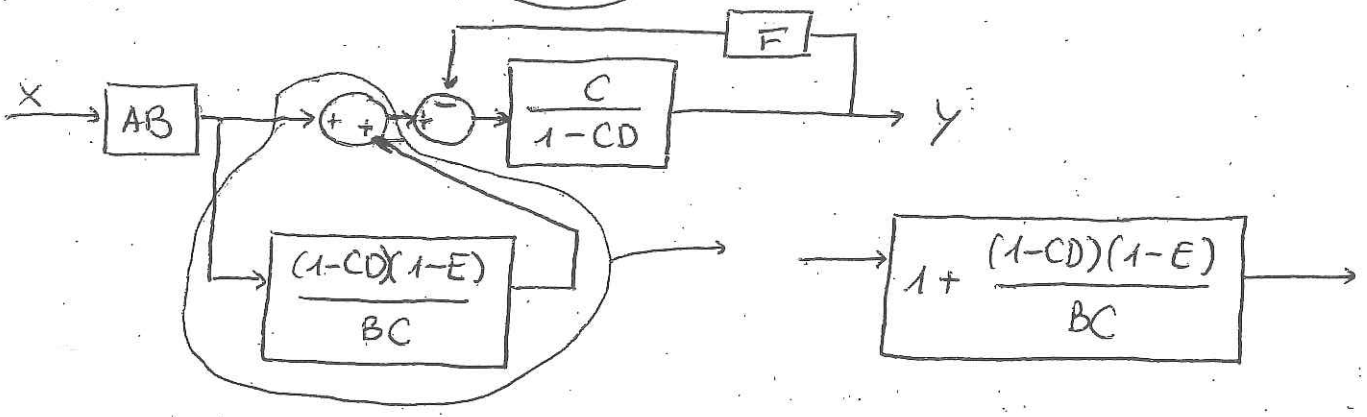 F
X
AB
+ +
+ −
C
1-CD
y
(1-CD)(1-E)
BC
1+ (1-CD)(1-E)
BC